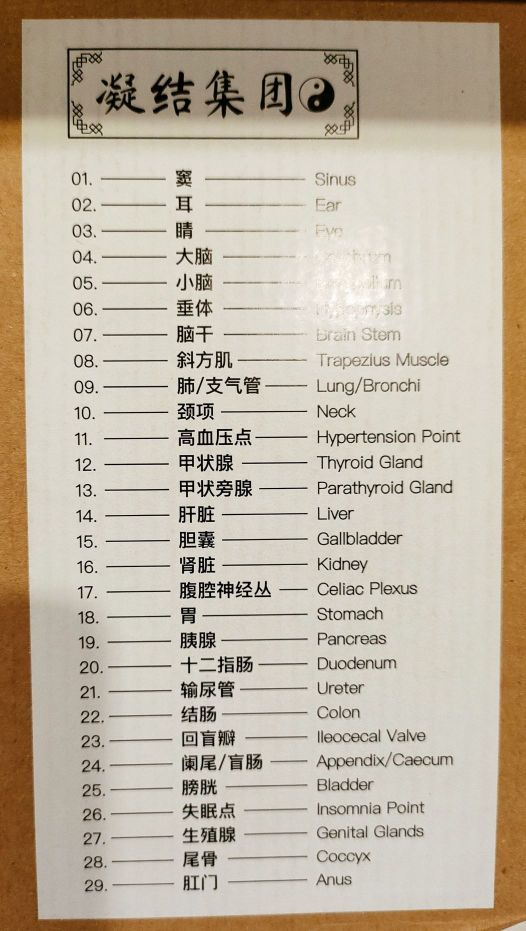 凝结集团
01. 窦 Sinus
02. 耳 Ear
03. 睛 Eye
04. 大脑
05. 小脑
06. 垂体 Hypophysis
07. 脑干 Brain Stem
08. 斜方肌 Trapezius Muscle
09. 肺/支气管 Lung/Bronchi
10. 颈项 Neck
11. 高血压点 Hypertension Point
12. 甲状腺 Thyroid Gland
13. 甲状旁腺 Parathyroid Gland
14. 肝脏 Liver
15. 胆囊 Gallbladder
16. 肾脏 Kidney
17. 腹腔神经丛 Celiac Plexus
18. 胃 Stomach
19. 胰腺 Pancreas
20. 十二指肠 Duodenum
21. 输尿管 Ureter
22. 结肠 Colon
23. 回盲瓣 Ileocecal Valve
24. 阑尾/盲肠 Appendix/Caecum
25. 膀胱 Bladder
26. 失眠点 Insomnia Point
27. 生殖腺 Genital Glands
28. 尾骨 Coccyx
29. 肛门 Anus